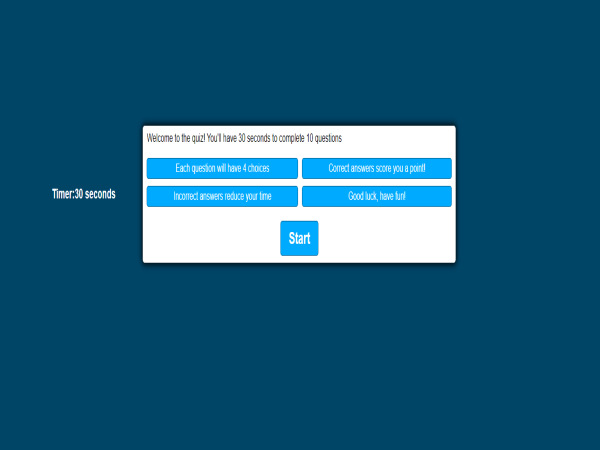 Welcome to the quiz! You'll have 30 seconds to complete 10 questions
Each question will have 4 choices
Correct answers score you a point!
Timer:30 seconds
Incorrect answers reduce your time
Good luck, have fun!
Start